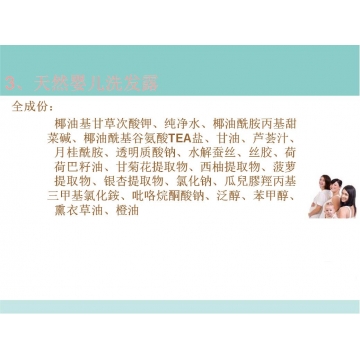 天然婴儿洗发露
全成份：
椰油基甘草次酸钾、纯净水、椰油酰胺丙基甜
菜碱、椰油酰基谷氨酸TEA盐、甘油、芦荟汁、
月桂酰胺、透明质酸钠、水解蚕丝、丝胶、荷
荷巴籽油、甘菊花提取物、西柚提取物、菠萝
提取物、银杏提取物、氯化钠、瓜兒膠羥丙基
三甲基氯化銨、吡咯烷酮酸钠、泛醇、苯甲醇、
薰衣草油、橙油